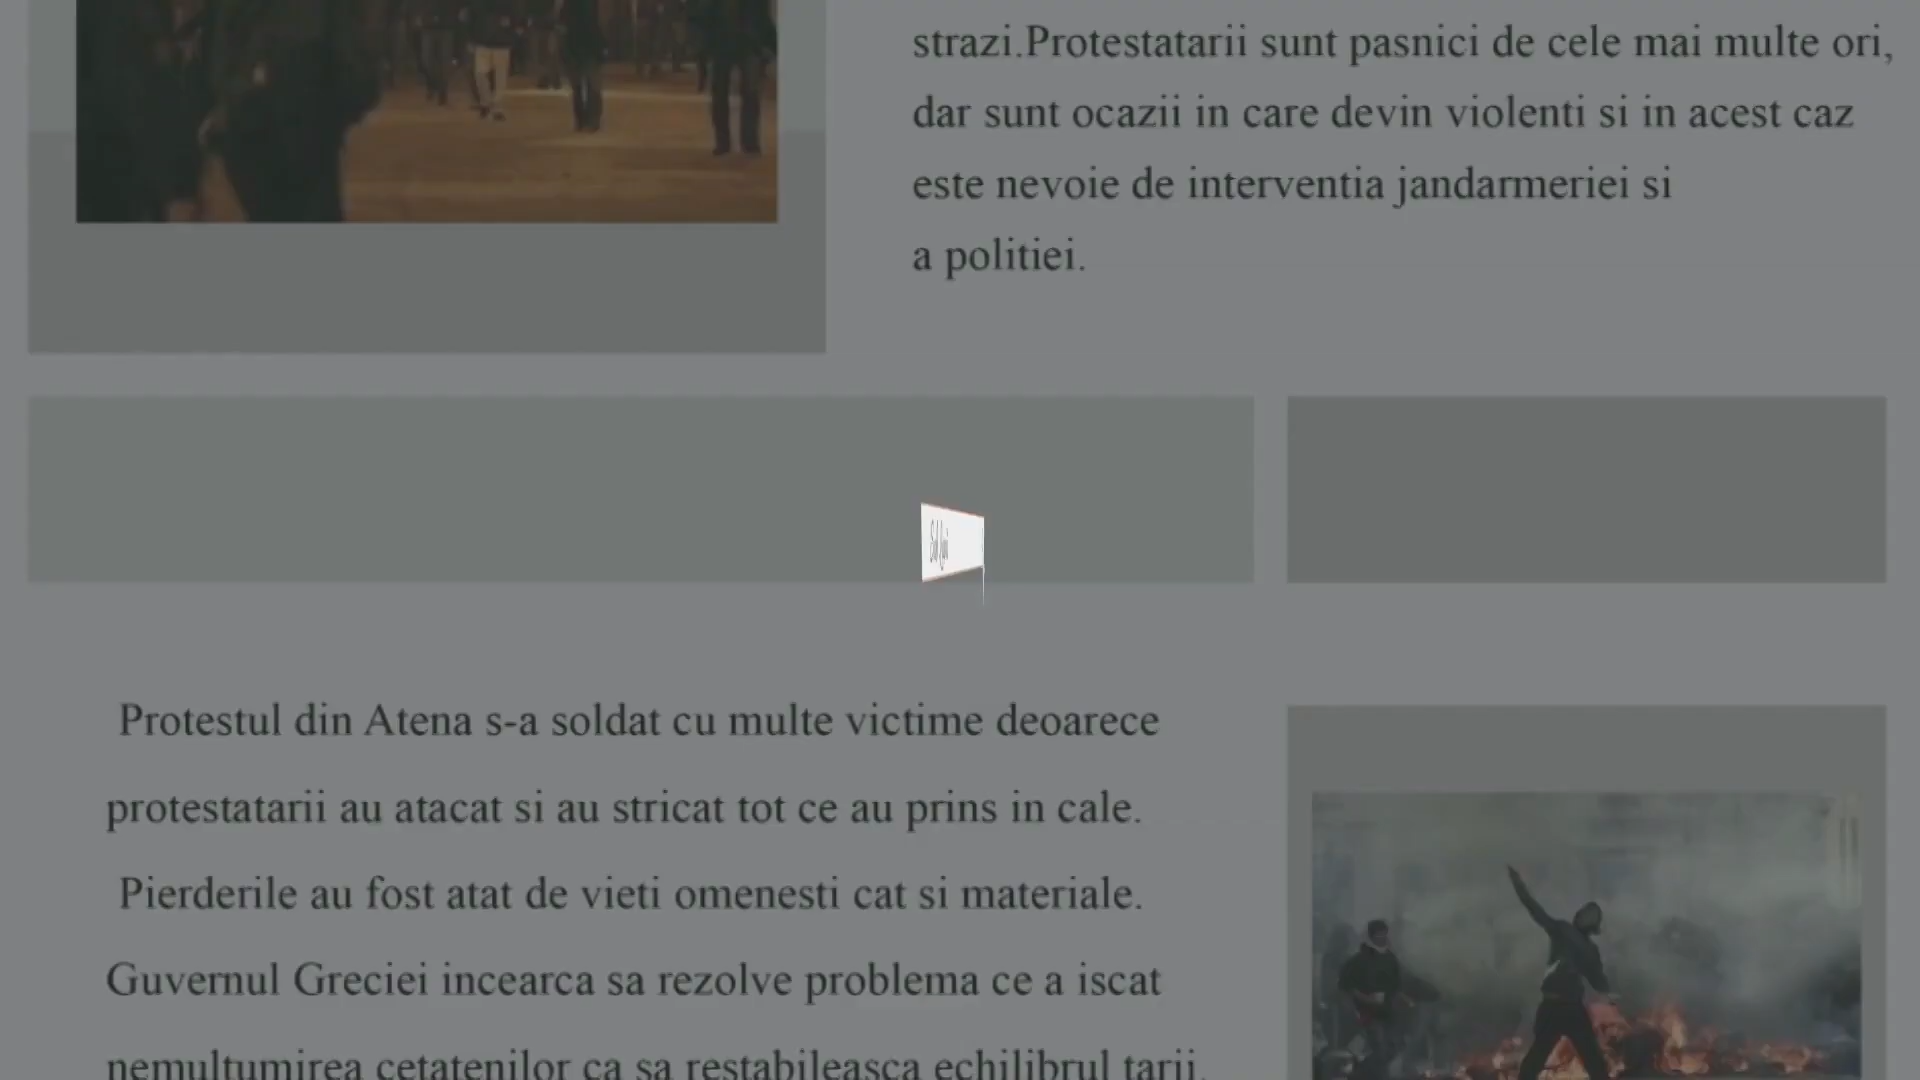 strazi.Protestatarii sunt pasnici de cele mai multe ori,
dar sunt ocazii in care devin violenti si in acest caz
este nevoie de interventia jandarmeriei si
a politiei.
Protestul din Atena s-a soldat cu multe victime deoarece
protestatarii au atacat si au stricat tot ce au prins in cale.
Pierderile au fost atat de vieti omenesti cat si materiale.
Guvernul Greciei incearca sa rezolve problema ce a iscat
nemultumirea cetatenilor ca sa restabileasca echilibrul tarii.